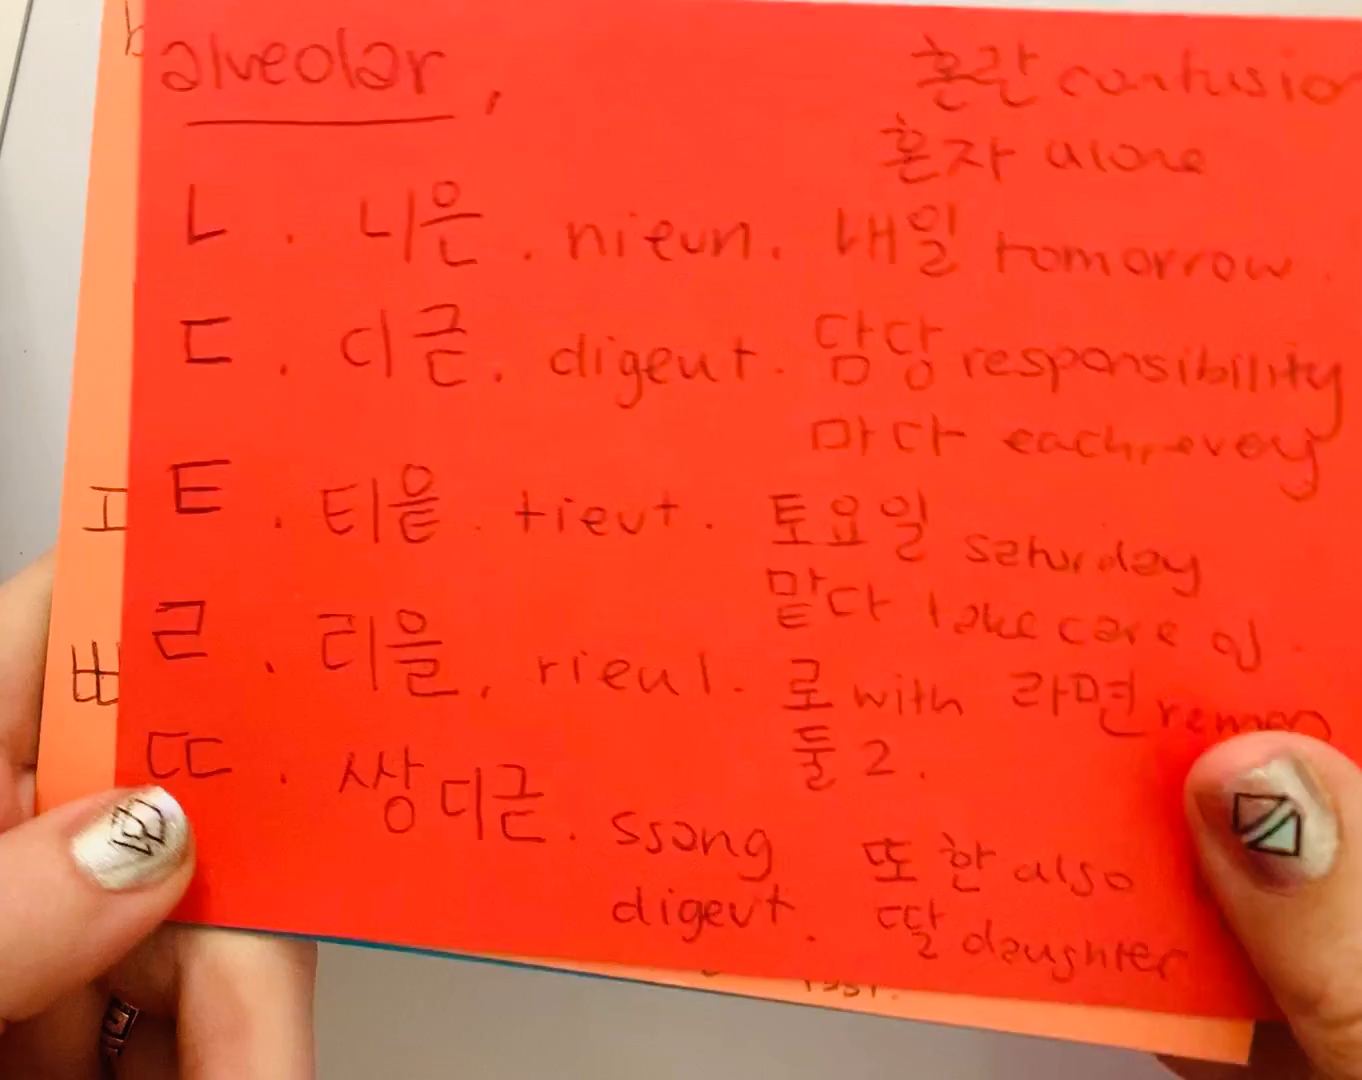 alveolar,
혼란 confusion
혼자 alone
ㄴ. 니은. nieun. 내일 tomorrow.
ㄷ. 디귿. digeut. 담당 responsibility
마다 each, every
ㅌ. 티읕. tieut. 토요일 saturday
맡다 take care of.
ㄹ. 리을, rieul. 로 with 라면 remen
둘 2.
ㄸ. 쌍디귿. ssang digeut. 또한 also
딸 daughter
ㅍ
ㅃ